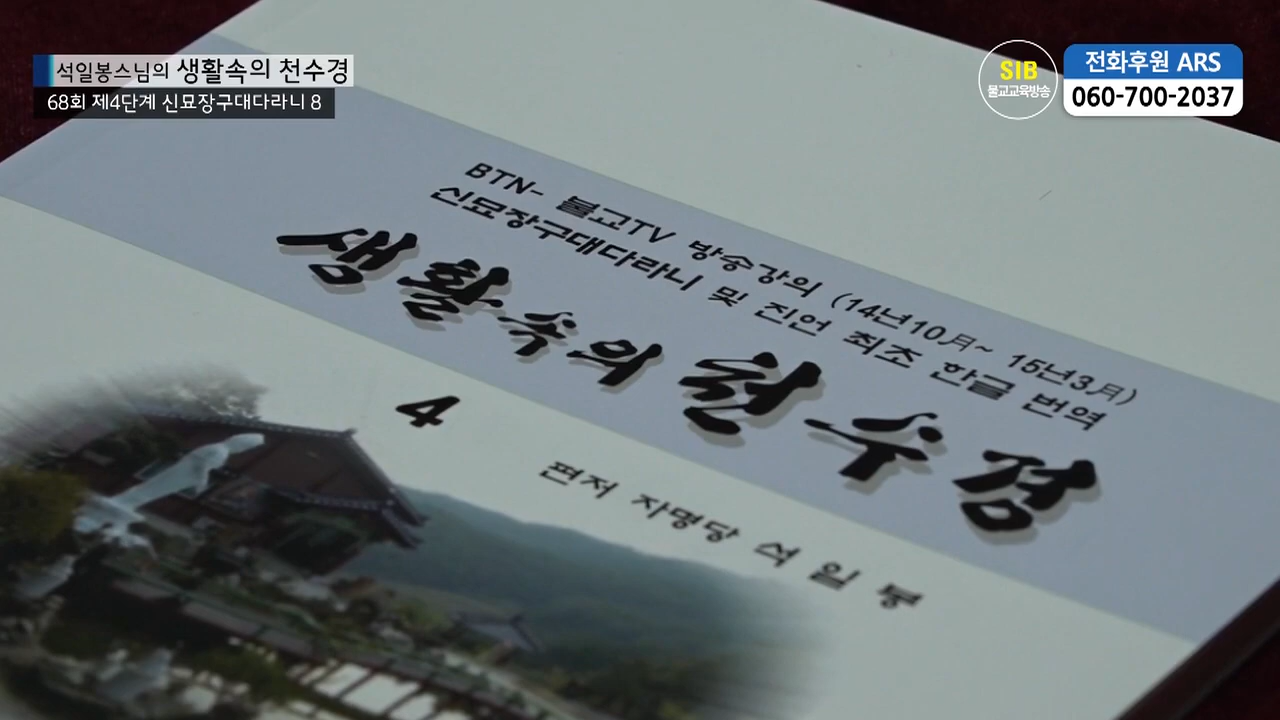 석일봉스님의 생활속의 천수경
68회 제4단계 신묘장구대다라니 8
SIB
불교교육방송
전화후원 ARS
060-700-2037
BTN- 불교TV 방송강의 (14년10月~ 15년3月)
신묘장구대다라니 및 진언 최초 한글 번역
생활속의 천수경
4
편저 자명당 석 일 봉